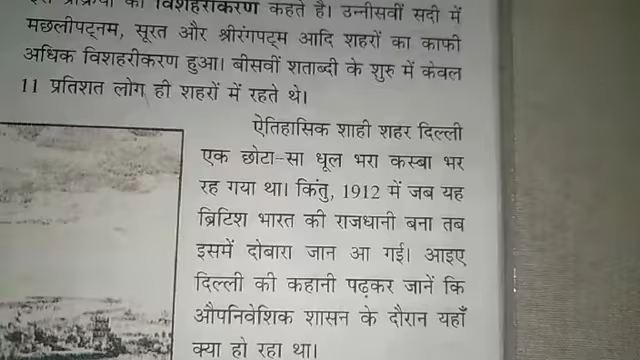 इस प्रक्रिया को विशहरीकरण कहते हैं। उन्नीसवीं सदी में
मछलीपट्नम, सूरत और श्रीरंगपट्म आदि शहरों का काफी
अधिक विशहरीकरण हुआ। बीसवीं शताब्दी के शुरु में केवल
11 प्रतिशत लोग ही शहरों में रहते थे।
ऐतिहासिक शाही शहर दिल्ली
एक छोटा-सा धूल भरा कस्बा भर
रह गया था। किंतु, 1912 में जब यह
ब्रिटिश भारत की राजधानी बना तब
इसमें दोबारा जान आ गई। आइए
दिल्ली की कहानी पढ़कर जानें कि
औपनिवेशिक शासन के दौरान यहाँ
क्या हो रहा था।